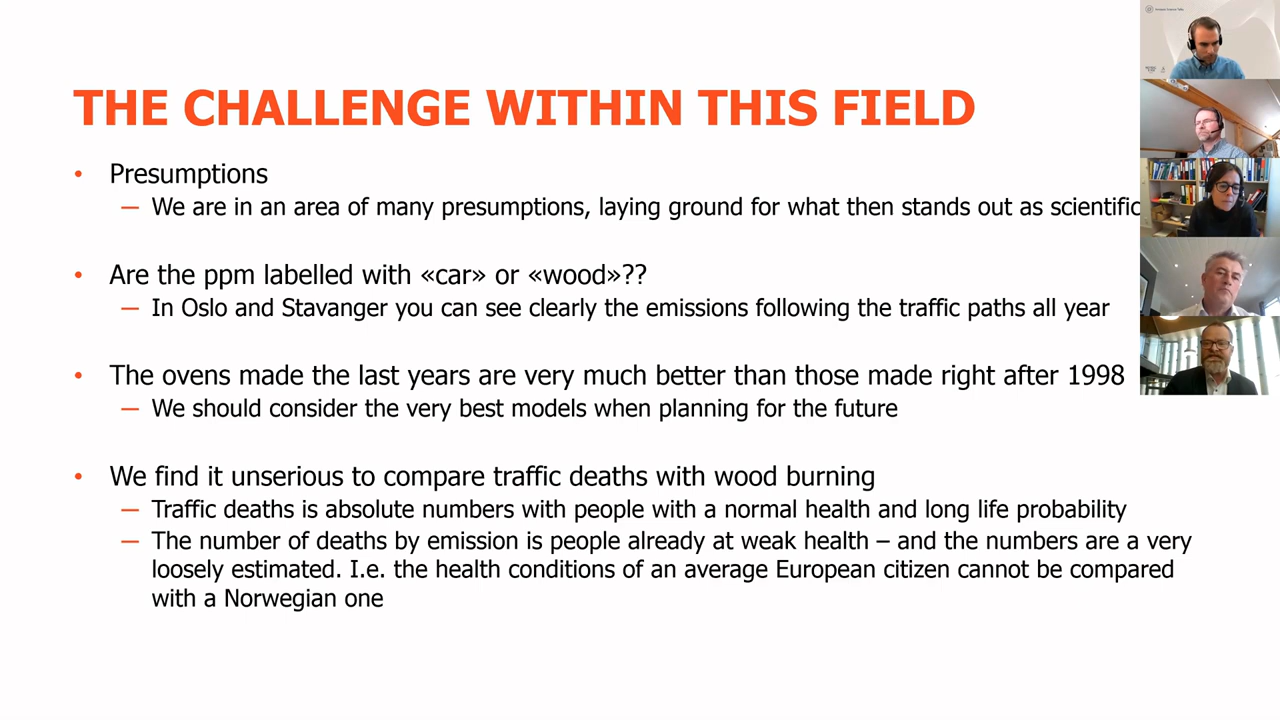 THE CHALLENGE WITHIN THIS FIELD
• Presumptions
— We are in an area of many presumptions, laying ground for what then stands out as scientific
• Are the ppm labelled with «car» or «wood»??
— In Oslo and Stavanger you can see clearly the emissions following the traffic paths all year
• The ovens made the last years are very much better than those made right after 1998
— We should consider the very best models when planning for the future
• We find it unserious to compare traffic deaths with wood burning
— Traffic deaths is absolute numbers with people with a normal health and long life probability
— The number of deaths by emission is people already at weak health – and the numbers are a very
loosely estimated. I.e. the health conditions of an average European citizen cannot be compared
with a Norwegian one